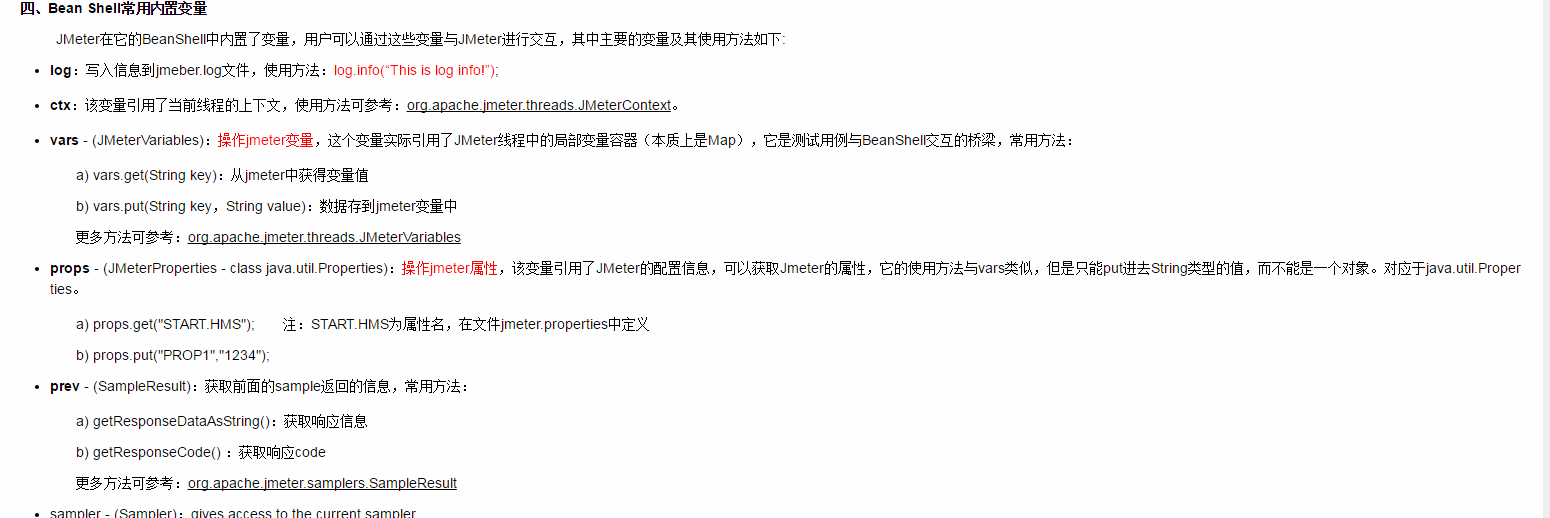 四、Bean Shell常用内置变量
JMeter在它的BeanShell中内置了变量，用户可以通过这些变量与JMeter进行交互，其中主要的变量及其使用方法如下:
• log：写入信息到jmeber.log文件，使用方法：log.info(“This is log info!”);
• ctx：该变量引用了当前线程的上下文，使用方法可参考：org.apache.jmeter.threads.JMeterContext。
• vars - (JMeterVariables)：操作jmeter变量，这个变量实际引用了JMeter线程中的局部变量容器（本质上是Map），它是测试用例与BeanShell交互的桥梁，常用方法：
a) vars.get(String key)：从jmeter中获得变量值
b) vars.put(String key，String value)：数据存到jmeter变量中
更多方法可参考：org.apache.jmeter.threads.JMeterVariables
• props - (JMeterProperties - class java.util.Properties)：操作jmeter属性，该变量引用了JMeter的配置信息，可以获取Jmeter的属性，它的使用方法与vars类似，但是只能put进去String类型的值，而不能是一个对象。对应于java.util.Proper
ties。
a) props.get("START.HMS"); 注：START.HMS为属性名，在文件jmeter.properties中定义
b) props.put("PROP1","1234");
• prev - (SampleResult)：获取前面的sample返回的信息，常用方法：
a) getResponseDataAsString()：获取响应信息
b) getResponseCode() ：获取响应code
更多方法可参考：org.apache.jmeter.samplers.SampleResult
• sampler - (Sampler)：gives access to the current sampler